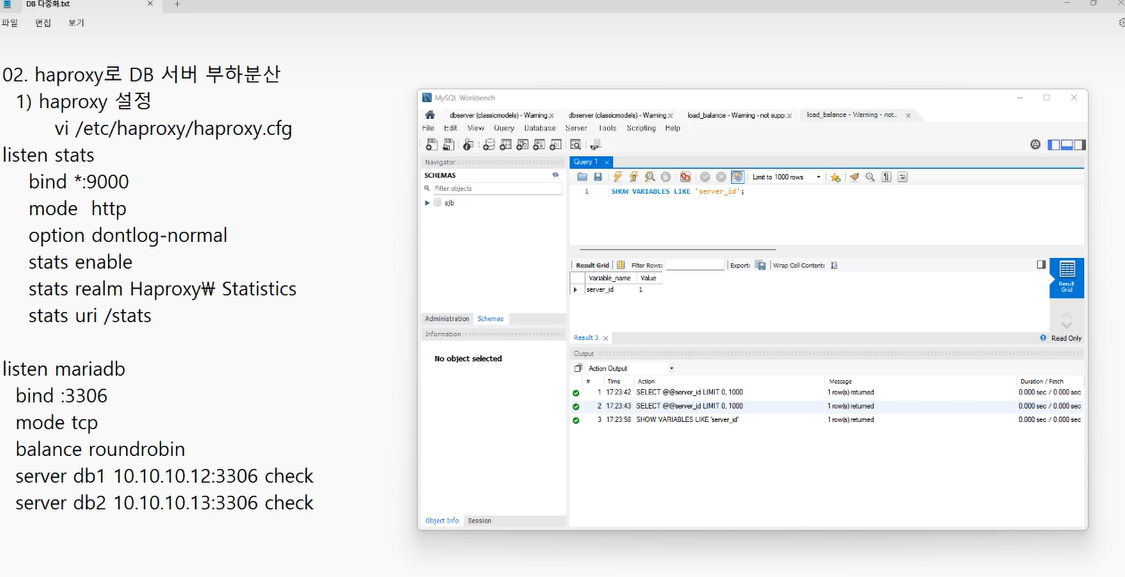 DB 다중화.txt
파일 편집 보기
02. haproxy로 DB 서버 부하분산
1) haproxy 설정
vi /etc/haproxy/haproxy.cfg
listen stats
bind *:9000
mode http
option dontlog-normal
stats enable
stats realm Haproxy₩ Statistics
stats uri /stats
listen mariadb
bind :3306
mode tcp
balance roundrobin
server db1 10.10.10.12:3306 check
server db2 10.10.10.13:3306 check
MySQL Workbench
dbserver (classicmodels) - Warning... dbserver (classicmodels) - Warning... load_balance - Warning - not supp... load_balance - Warning - not...
File Edit View Query Database Server Tools Scripting Help
Navigator
SCHEMAS
Filter objects
sjb
Administration Schemas
Information
No object selected
Object Info Session
Query 1
Limit to 1000 rows
1 SHOW VARIABLES LIKE 'server_id';
Result Grid Filter Rows: Export: Wrap Cell Content:
Variable_name Value
server_id 1
Result Grid
Result 3 Read Only
Output
Action Output
# Time Action Message Duration / Fetch
1 17:23:42 SELECT @@server_id LIMIT 0, 1000 1 row(s) returned 0.000 sec / 0.000 sec
2 17:23:43 SELECT @@server_id LIMIT 0, 1000 1 row(s) returned 0.000 sec / 0.000 sec
3 17:23:58 SHOW VARIABLES LIKE 'server_id' 1 row(s) returned 0.000 sec / 0.000 sec